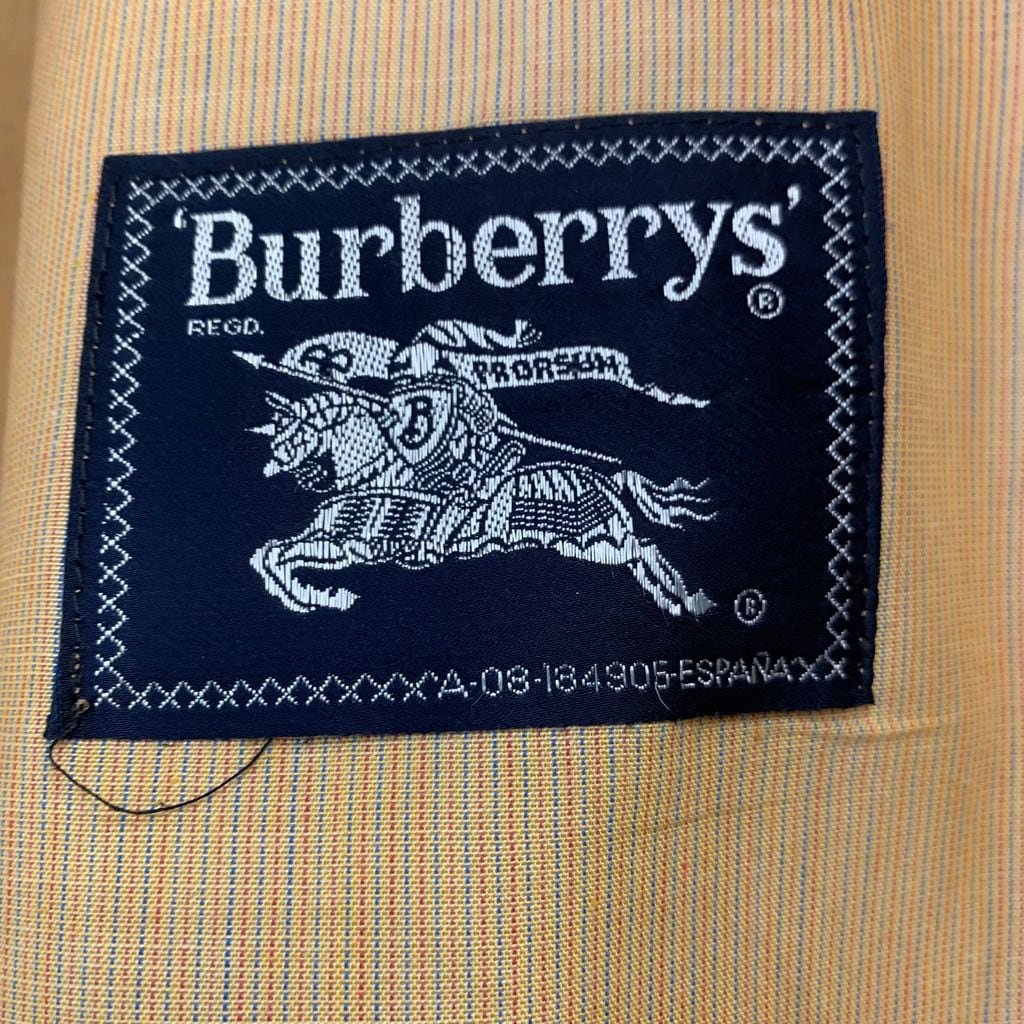 'Burberrys'
®
REGD.
B PRORSUM
B
®
A-08-184905-ESPAÑA